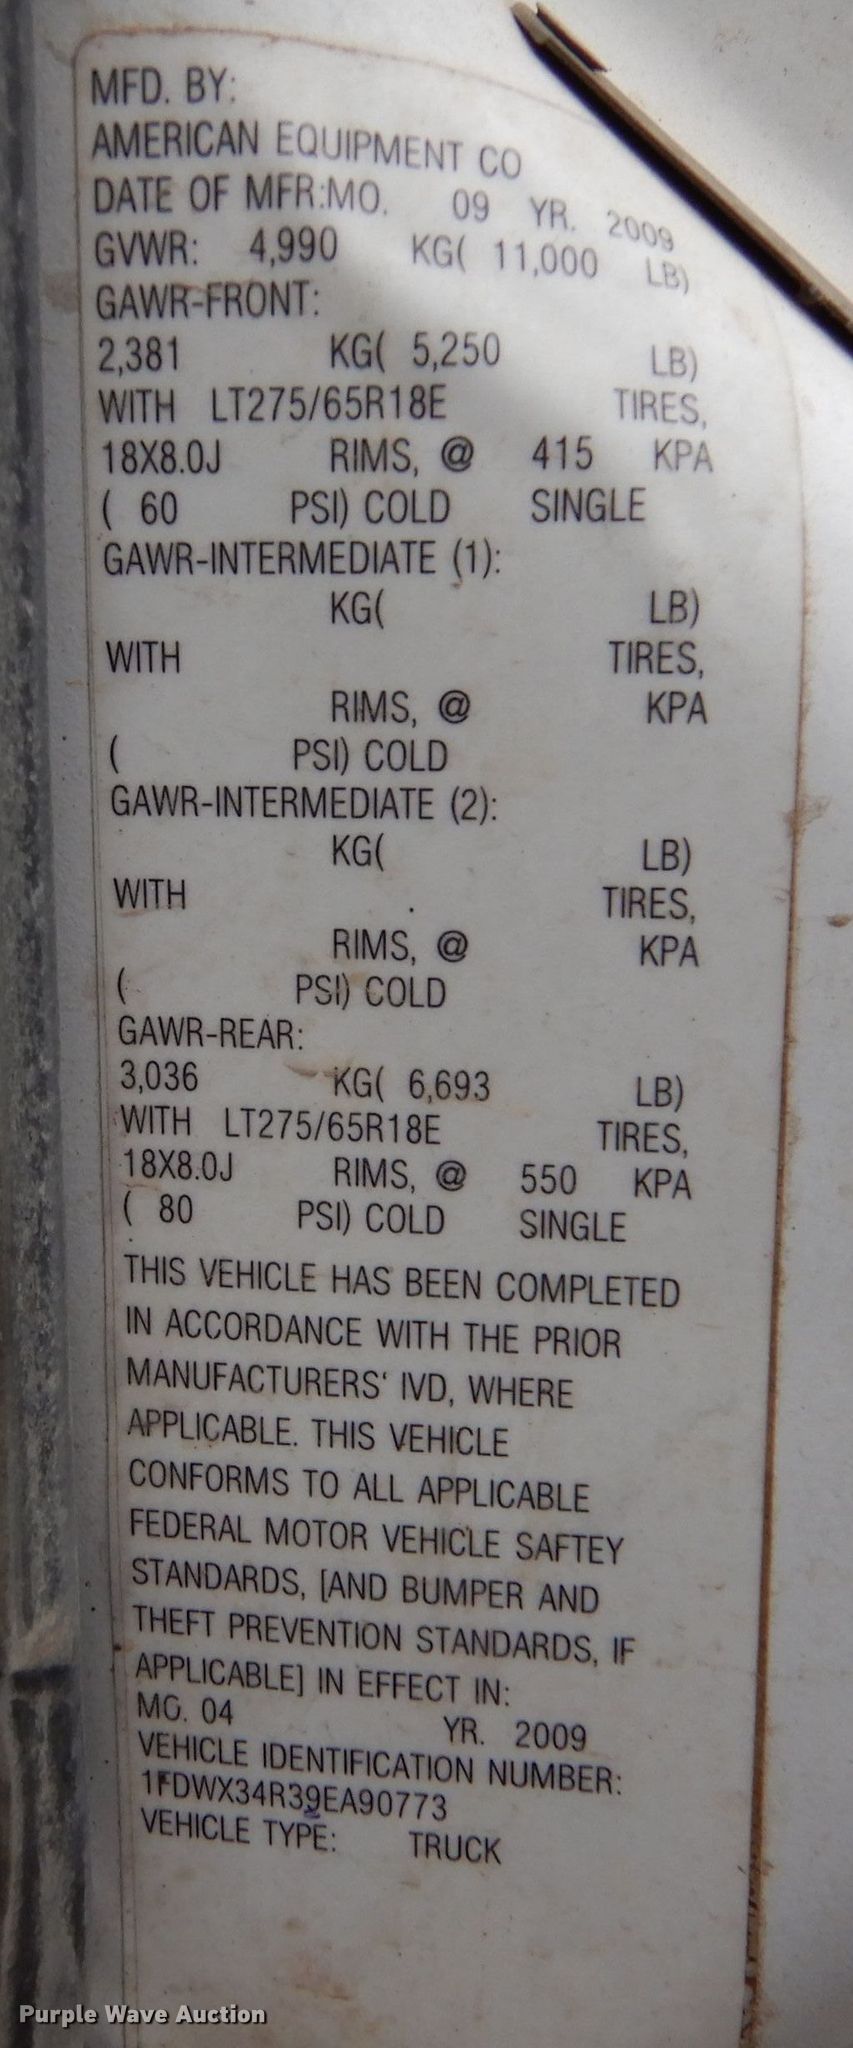 MFD. BY:
AMERICAN EQUIPMENT CO
DATE OF MFR:MO. 09 YR. 2009
GVWR: 4,990 KG( 11,000 LB)
GAWR-FRONT:
2,381 KG( 5,250 LB)
WITH LT275/65R18E TIRES,
18X8.0J RIMS, @ 415 KPA
( 60 PSI) COLD SINGLE
GAWR-INTERMEDIATE (1):
KG( LB)
WITH TIRES,
RIMS, @ KPA
( PSI) COLD
GAWR-INTERMEDIATE (2):
KG( LB)
WITH TIRES,
RIMS, @ KPA
( PSI) COLD
GAWR-REAR:
3,036 KG( 6,693 LB)
WITH LT275/65R18E TIRES,
18X8.0J RIMS, @ 550 KPA
( 80 PSI) COLD SINGLE
THIS VEHICLE HAS BEEN COMPLETED
IN ACCORDANCE WITH THE PRIOR
MANUFACTURERS' IVD, WHERE
APPLICABLE. THIS VEHICLE
CONFORMS TO ALL APPLICABLE
FEDERAL MOTOR VEHICLE SAFTEY
STANDARDS, [AND BUMPER AND
THEFT PREVENTION STANDARDS, IF
APPLICABLE] IN EFFECT IN:
MO. 04 YR. 2009
VEHICLE IDENTIFICATION NUMBER:
1FDWX34R39EA90773
VEHICLE TYPE: TRUCK
Purple Wave Auction